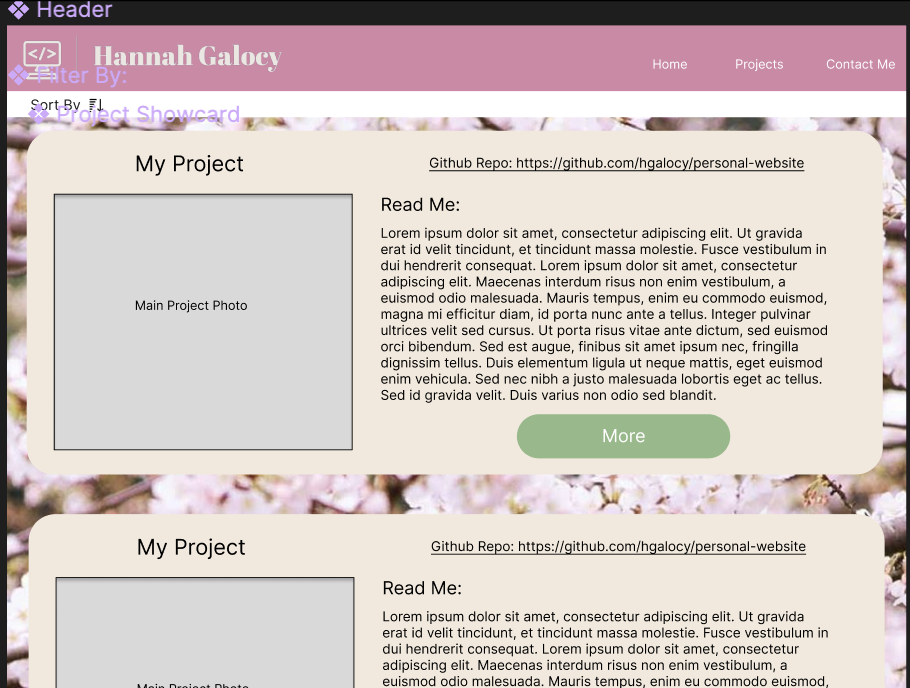 Header
</>
Hannah Galocy
Home
Projects
Contact Me
Filter By:
Sort By
Project Showcard
My Project
Github Repo: https://github.com/hgalocy/personal-website
Main Project Photo
Read Me:
Lorem ipsum dolor sit amet, consectetur adipiscing elit. Ut gravida
erat id velit tincidunt, et tincidunt massa molestie. Fusce vestibulum in
dui hendrerit consequat. Lorem ipsum dolor sit amet, consectetur
adipiscing elit. Maecenas interdum risus non enim vestibulum, a
euismod odio malesuada. Mauris tempus, enim eu commodo euismod,
magna mi efficitur diam, id porta nunc ante a tellus. Integer pulvinar
ultrices velit sed cursus. Ut porta risus vitae ante dictum, sed euismod
orci bibendum. Sed est augue, finibus sit amet ipsum nec, fringilla
dignissim tellus. Duis elementum ligula ut neque mattis, eget euismod
enim vehicula. Sed nec nibh a justo malesuada lobortis eget ac tellus.
Sed id gravida velit. Duis varius non odio sed blandit.
More
My Project
Github Repo: https://github.com/hgalocy/personal-website
Main Project Photo
Read Me:
Lorem ipsum dolor sit amet, consectetur adipiscing elit. Ut gravida
erat id velit tincidunt, et tincidunt massa molestie. Fusce vestibulum in
dui hendrerit consequat. Lorem ipsum dolor sit amet, consectetur
adipiscing elit. Maecenas interdum risus non enim vestibulum, a
euismod odio malesuada. Mauris tempus, enim eu commodo euismod,